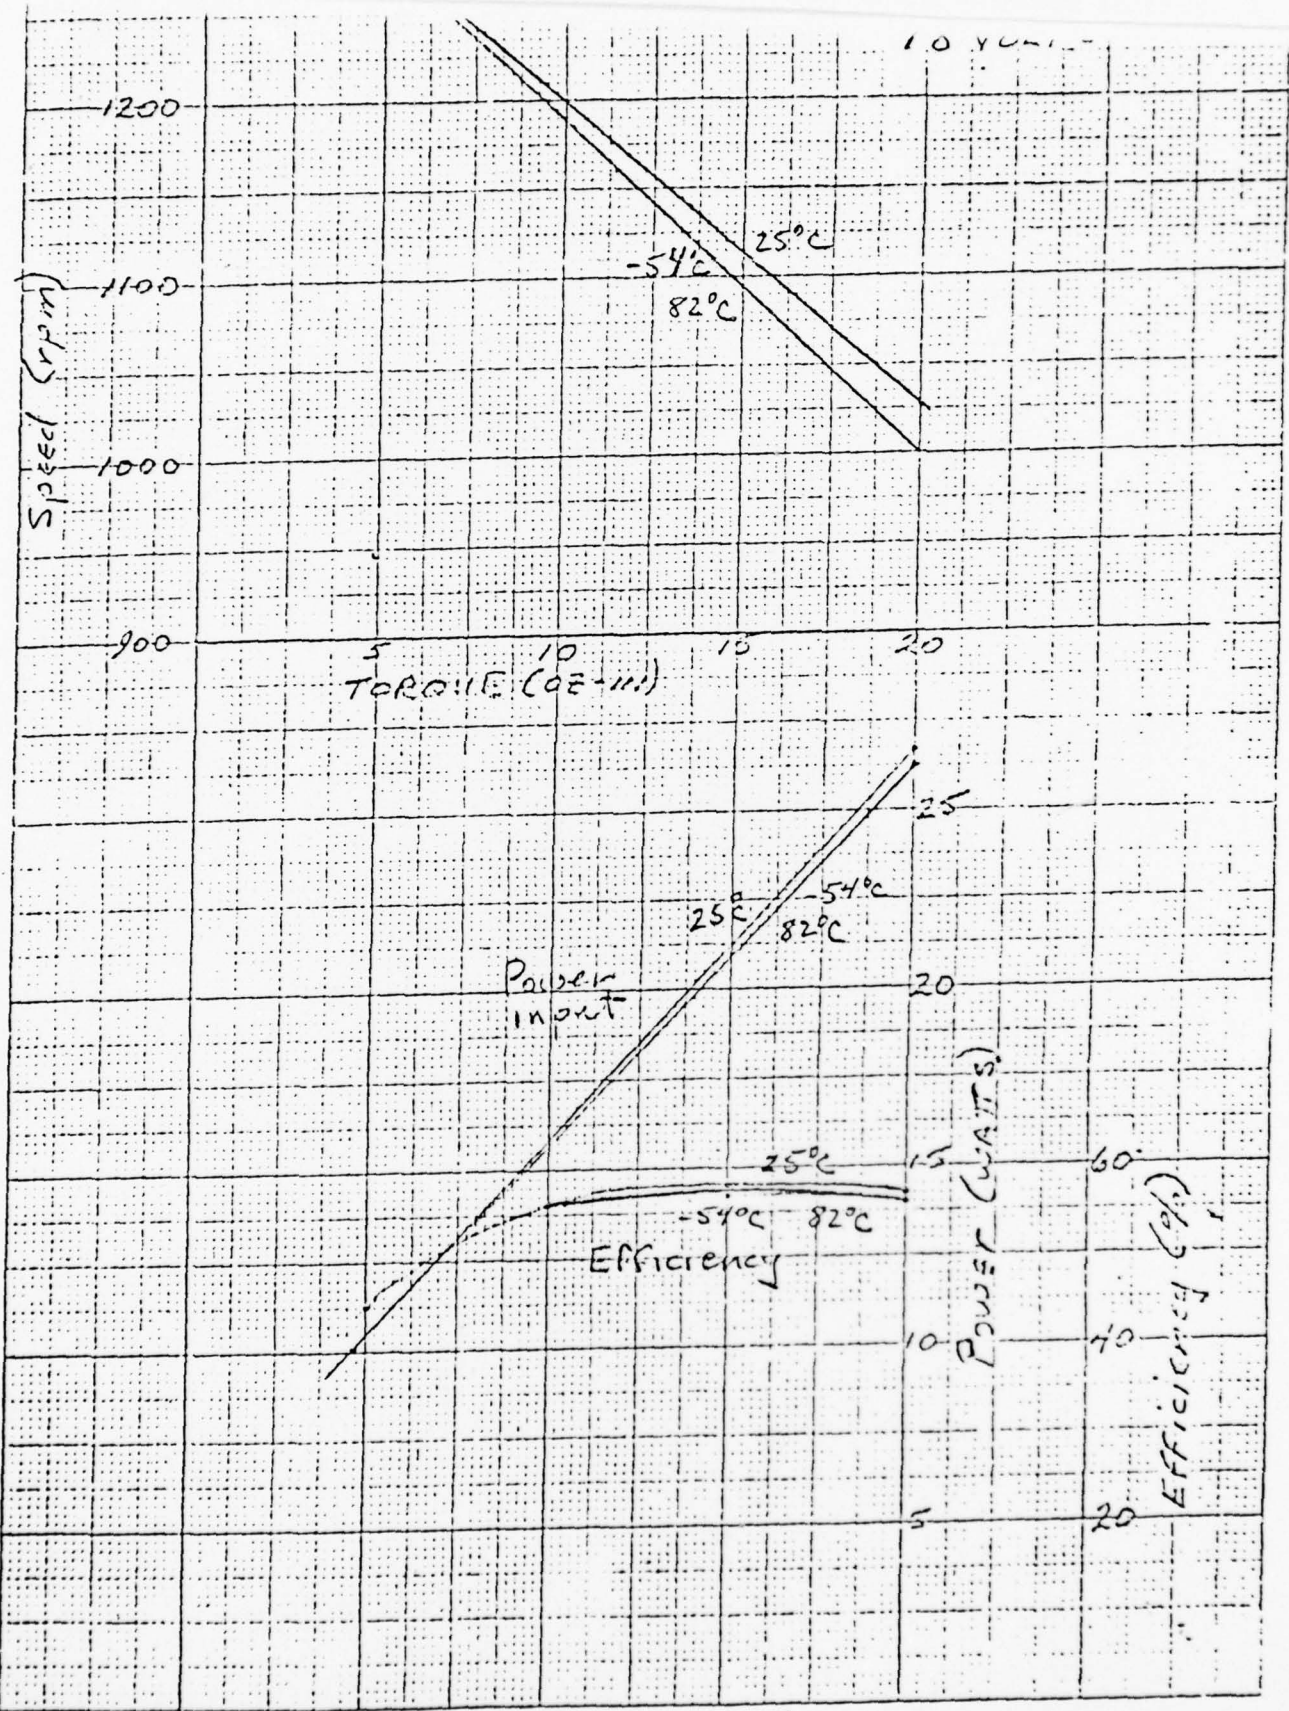 1200
25°C
-54°C
1100
82°C
Speed (rpm)
1000
900
5 10 15 20
TORQUE (OZ-IN)
25
25°C
-54°C
82°C
Power
input
20
25°C
15
60
-54°C 82°C
Efficiency
Power (WATTS)
10
40
Efficiency (%)
5
20